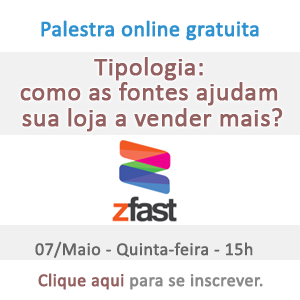 Palestra online gratuita
Tipologia:
como as fontes ajudam
sua loja a vender mais?
zfast
07/Maio - Quinta-feira - 15h
Clique aqui para se inscrever.